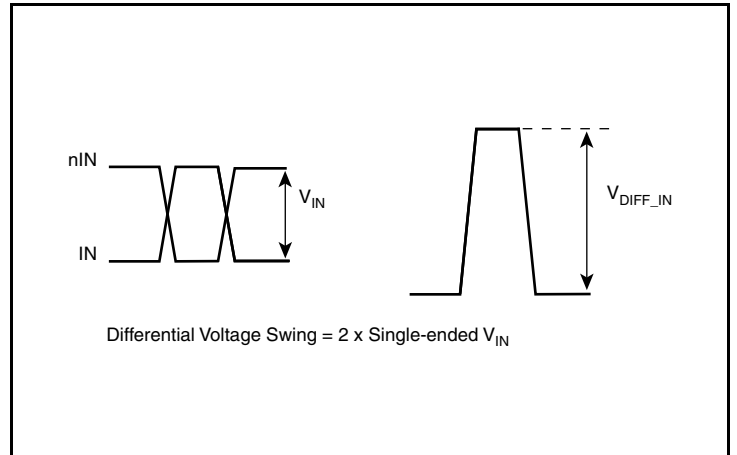 nIN
V_IN
IN
V_DIFF_IN
Differential Voltage Swing = 2 x Single-ended V_IN